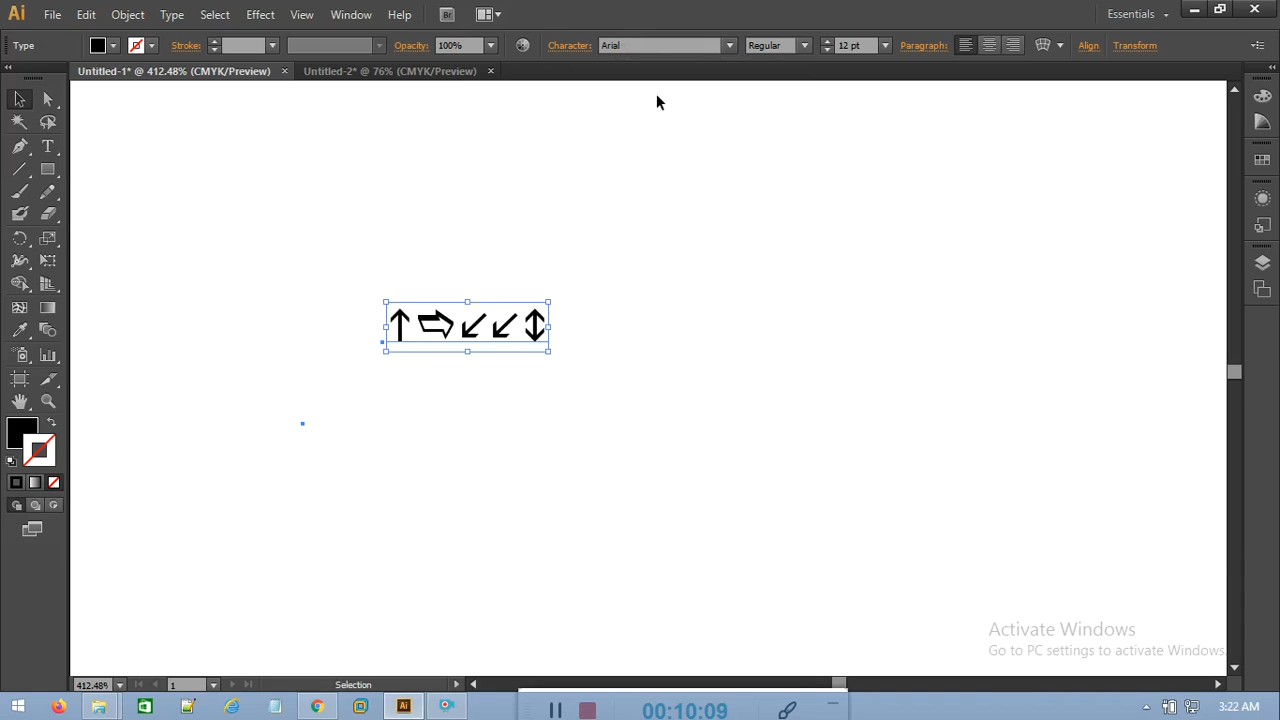 Ai File Edit Object Type Select Effect View Window Help Br Essentials
Type Stroke: Opacity: 100% Character: Arial Regular 12 pt Paragraph: Align Transform
Untitled-1* @ 412.48% (CMYK/Preview) Untitled-2* @ 76% (CMYK/Preview)
↑ ➯ ↙ ↙ ↕
Activate Windows
Go to PC settings to activate Windows.
412.48% 1 Selection
Ai 00:10:09 3:22 AM